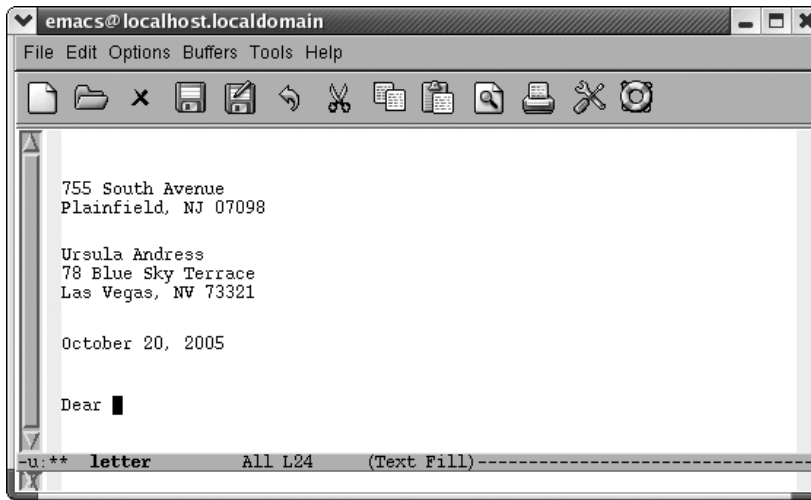 emacs@localhost.localdomain
File Edit Options Buffers Tools Help
755 South Avenue
Plainfield, NJ 07098
Ursula Andress
78 Blue Sky Terrace
Las Vegas, NV 73321
October 20, 2005
Dear
-u:** letter All L24 (Text Fill)--------------------------------